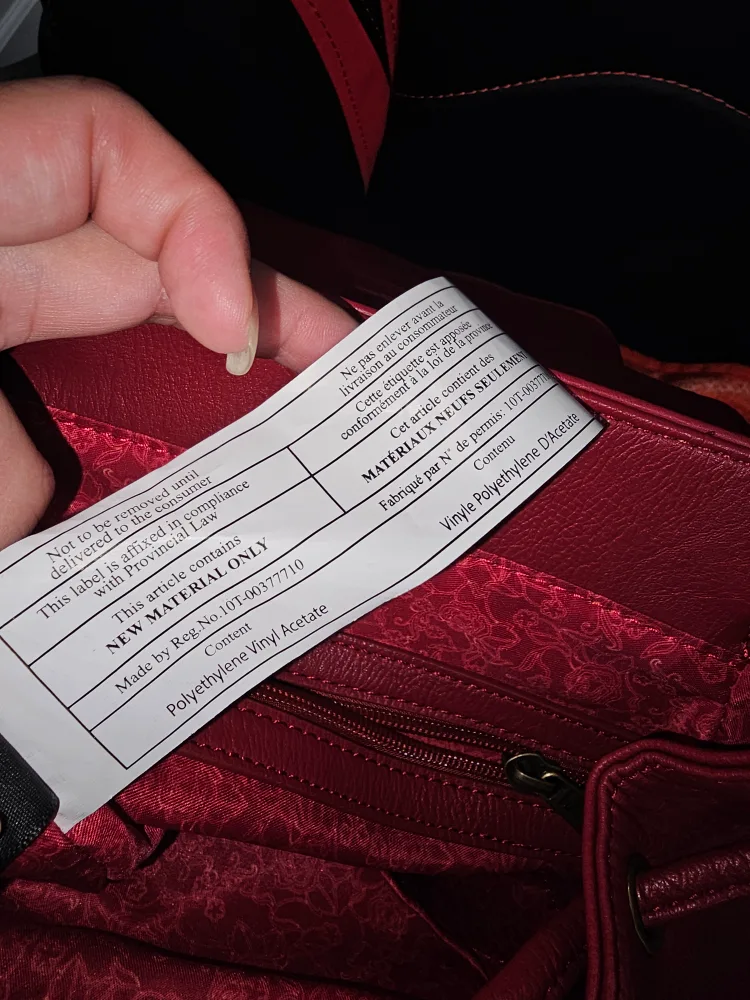 Not to be removed until
delivered to the consumer
This label is affixed in compliance
with Provincial Law
This article contains
NEW MATERIAL ONLY
Made by Reg.No.10T-00377710
Content
Polyethylene Vinyl Acetate
Ne pas enlever avant la
livraison au consommateur
Cette étiquette est apposée
conformément à la loi de la province
Cet article contient des
MATÉRIAUX NEUFS SEULEMENT
Fabriqué par N° de permis: 10T-00377
Contenu
Vinyle Polyethylene D'Acetate